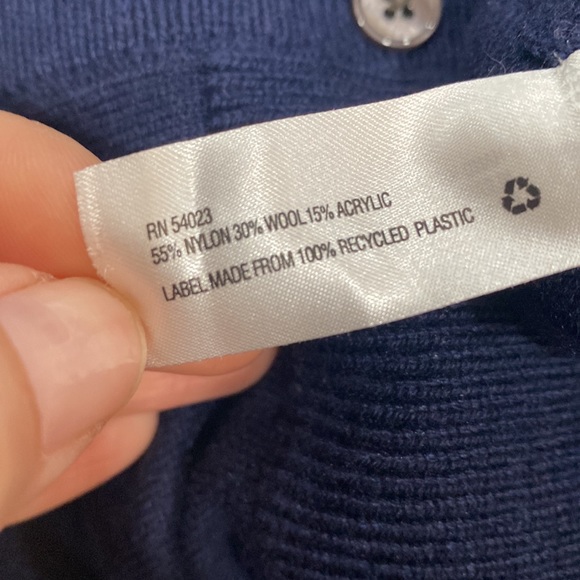 RN 54023
55% NYLON 30% WOOL 15% ACRYLIC
LABEL MADE FROM 100% RECYCLED PLASTIC